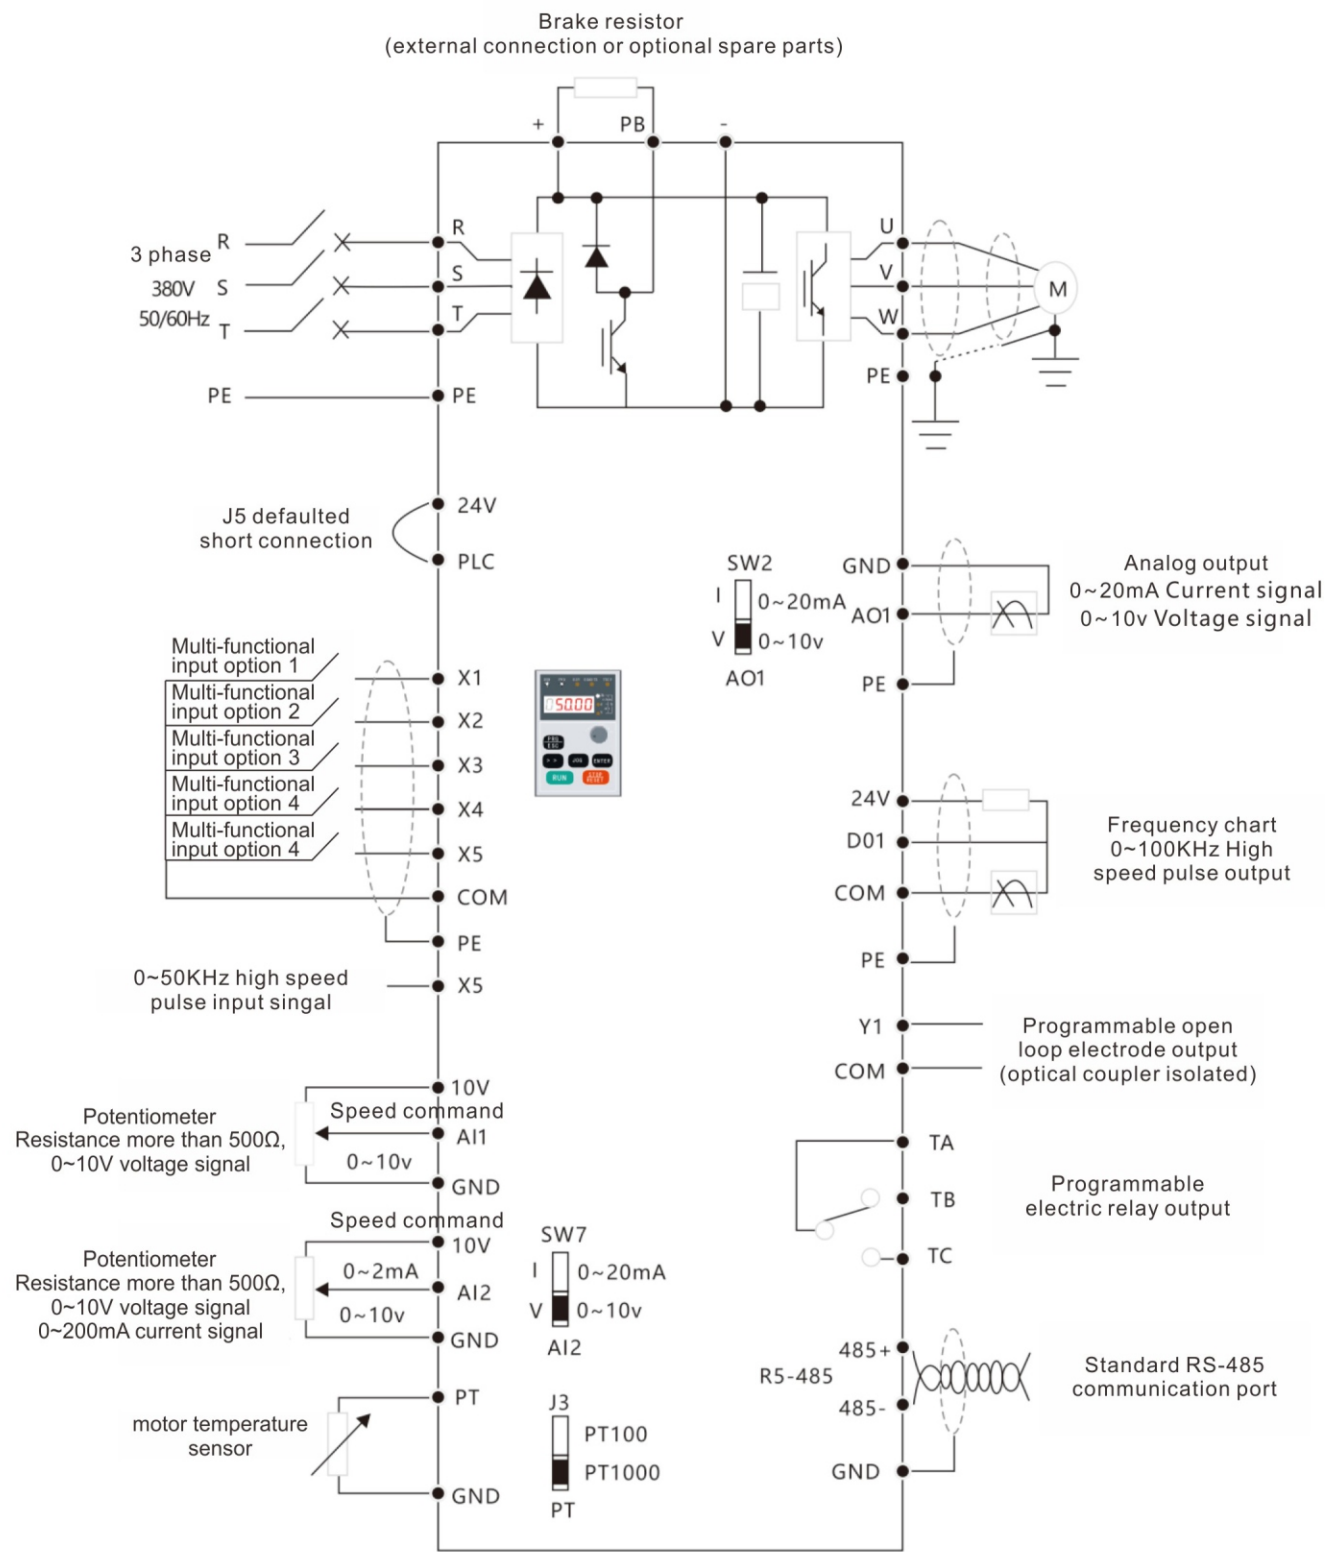 Brake resistor
(external connection or optional spare parts)
+
PB
-
R
S
T
3 phase
380V
50/60Hz
R
S
T
PE
PE
U
V
W
PE
M
J5 defaulted
short connection
24V
PLC
Multi-functional
input option 1
Multi-functional
input option 2
Multi-functional
input option 3
Multi-functional
input option 4
Multi-functional
input option 4
X1
X2
X3
X4
X5
COM
PE
0~50KHz high speed
pulse input singal
X5
50.00
ENTER
RUN
SW2
I
0~20mA
V
0~10v
AO1
GND
AO1
PE
Analog output
0~20mA Current signal
0~10v Voltage signal
24V
D01
COM
PE
Frequency chart
0~100KHz High
speed pulse output
Y1
COM
Programmable open
loop electrode output
(optical coupler isolated)
Potentiometer
Resistance more than 500Ω,
0~10V voltage signal
10V
Speed command
AI1
0~10v
GND
TA
TB
TC
Programmable
electric relay output
Potentiometer
Resistance more than 500Ω,
0~10V voltage signal
0~200mA current signal
Speed command
10V
0~2mA
AI2
0~10v
GND
SW7
I
0~20mA
V
0~10v
AI2
R5-485
485+
485-
GND
Standard RS-485
communication port
motor temperature
sensor
PT
GND
J3
PT100
PT1000
PT